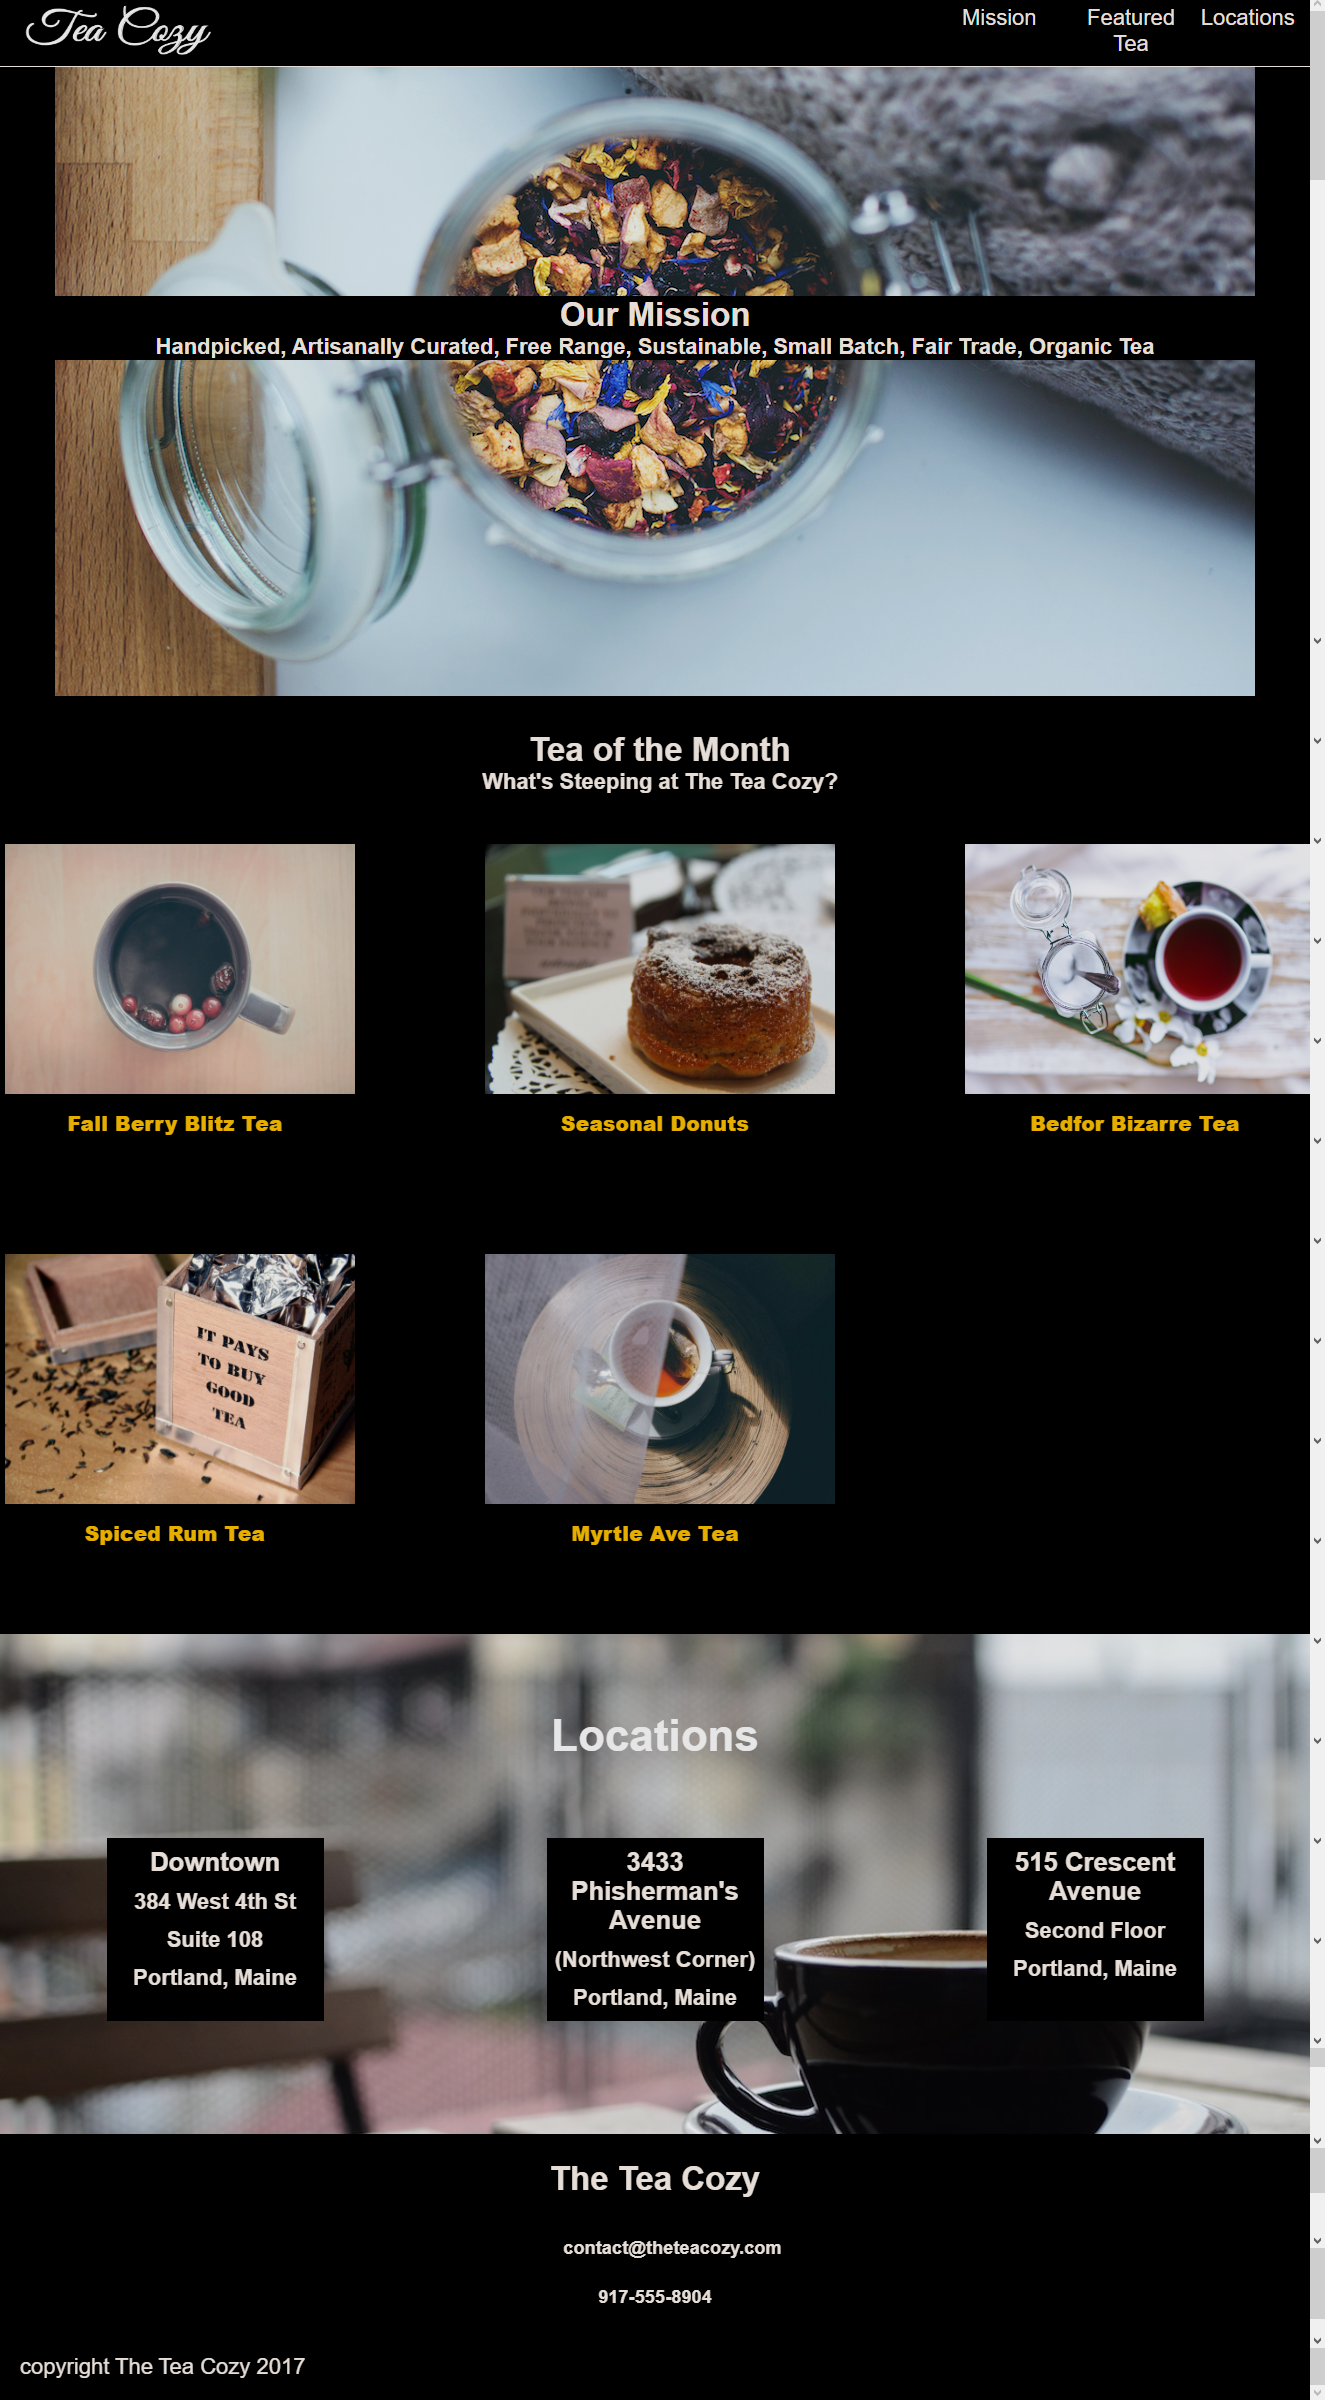 Tea Cozy
Mission
Featured
Tea
Locations
Our Mission
Handpicked, Artisanally Curated, Free Range, Sustainable, Small Batch, Fair Trade, Organic Tea
Tea of the Month
What's Steeping at The Tea Cozy?
Fall Berry Blitz Tea
Seasonal Donuts
Bedfor Bizarre Tea
IT PAYS
TO BUY
GOOD
TEA
Spiced Rum Tea
Myrtle Ave Tea
Locations
Downtown
384 West 4th St
Suite 108
Portland, Maine
3433
Phisherman's
Avenue
(Northwest Corner)
Portland, Maine
515 Crescent
Avenue
Second Floor
Portland, Maine
The Tea Cozy
contact@theteacozy.com
917-555-8904
copyright The Tea Cozy 2017